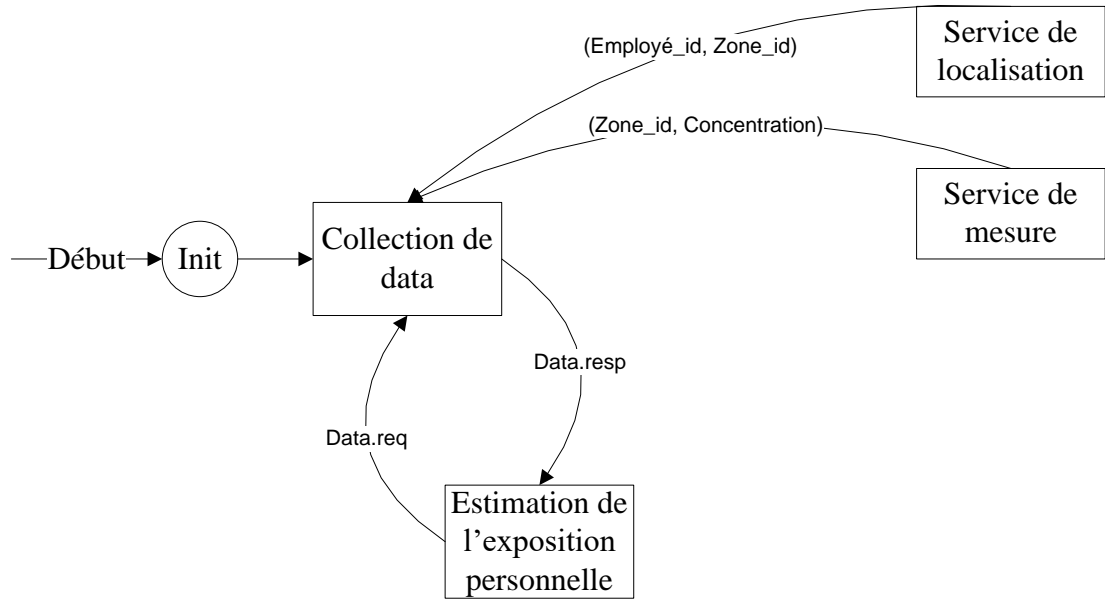 Service de
localisation
(Employé_id, Zone_id)
(Zone_id, Concentration)
Service de
mesure
Début
Init
Collection de
data
Data.resp
Data.req
Estimation de
l’exposition
personnelle